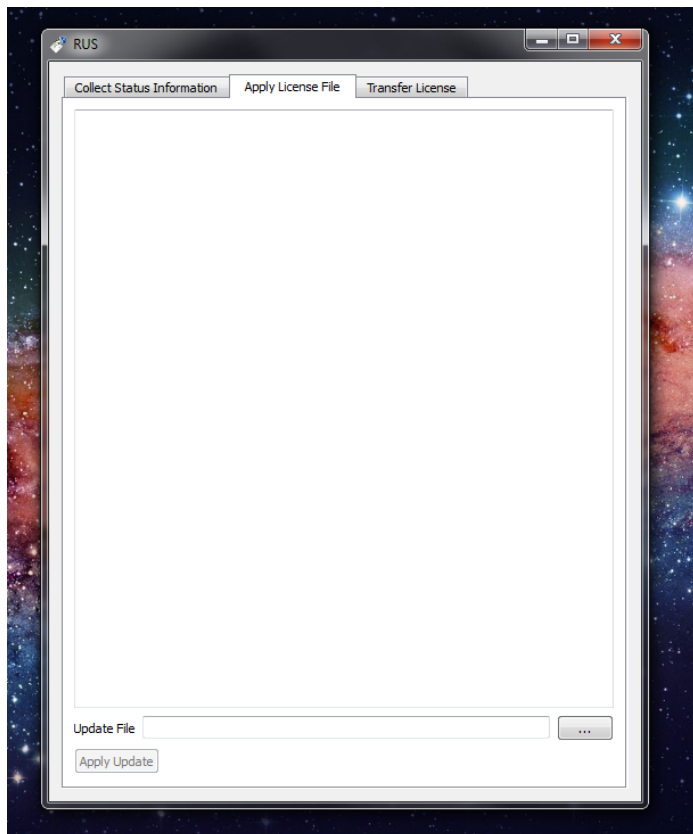 RUS
Collect Status Information Apply License File Transfer License
Update File ...
Apply Update